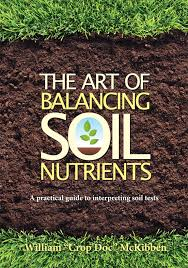 THE ART OF
BALANCING
SOIL
NUTRIENTS
A practical guide to interpreting soil tests
William "Crop Doc" McKibben